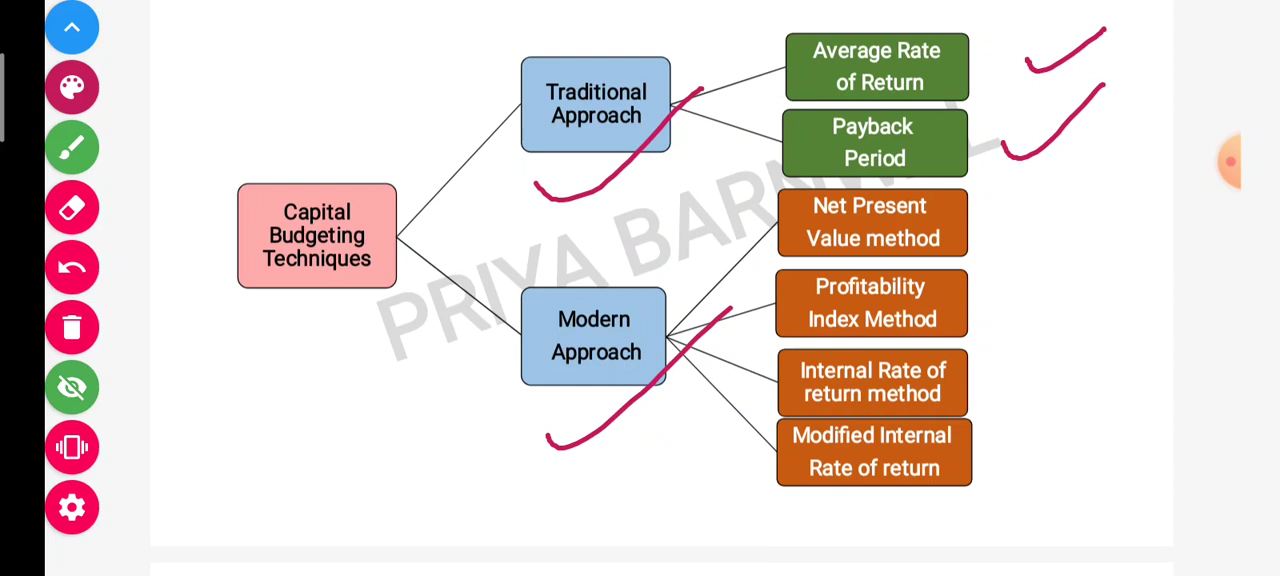 Capital
Budgeting
Techniques
Traditional
Approach
Modern
Approach
Average Rate
of Return
Payback
Period
Net Present
Value method
Profitability
Index Method
Internal Rate of
return method
Modified Internal
Rate of return
PRIYA